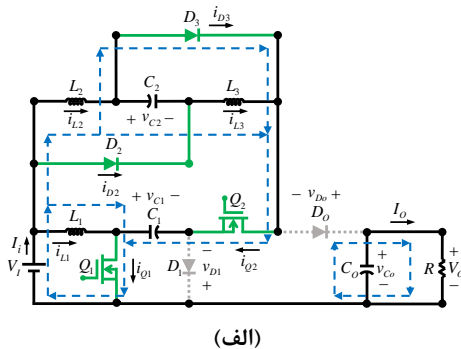 D3
iD3
L2
C2
L3
+ vC2 −
iL2
iL3
D2
iD2
+ vC1 −
Q2
− vDo +
L1
C1
DO
IO
Ii
iL1
iQ2
VI
Q1
iQ1
D1
−
vD1
+
CO
+
vCo
−
R
+
VO
−
(الف)